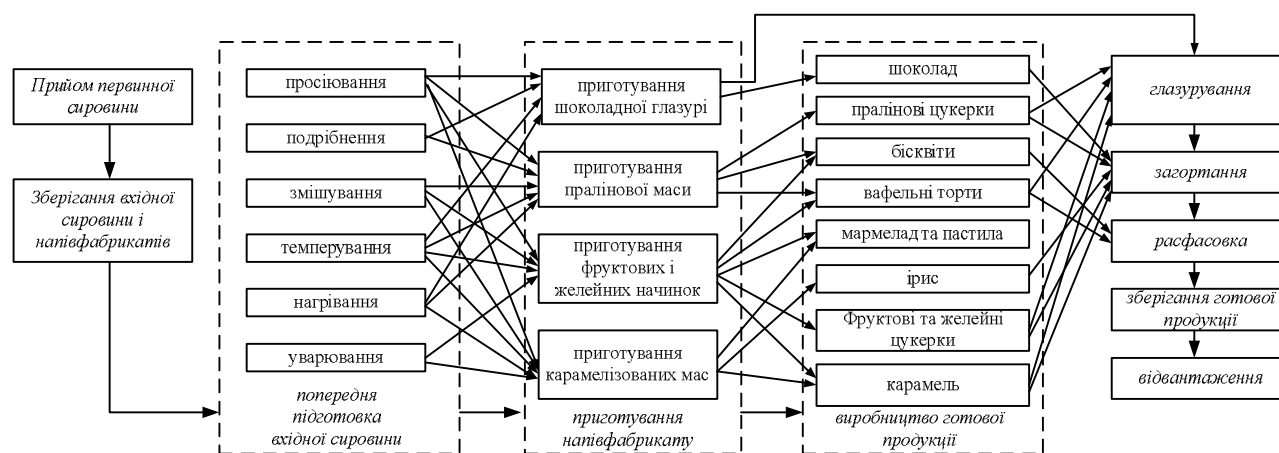 Прийом первинної
сировини
Зберігання вхідної
сировини і
напівфабрикатів
просіювання
подрібнення
змішування
темперування
нагрівання
уварювання
попередня
підготовка
вхідної сировини
приготування
шоколадної глазурі
приготування
пралінової маси
приготування
фруктових і
желейних начинок
приготування
карамелізованих мас
приготування
напівфабрикату
шоколад
пралінові цукерки
бісквіти
вафельні торти
мармелад та пастила
ірис
Фруктові та желейні
цукерки
карамель
виробництво готової
продукції
глазурування
загортання
расфасовка
зберігання готової
продукції
відвантаження